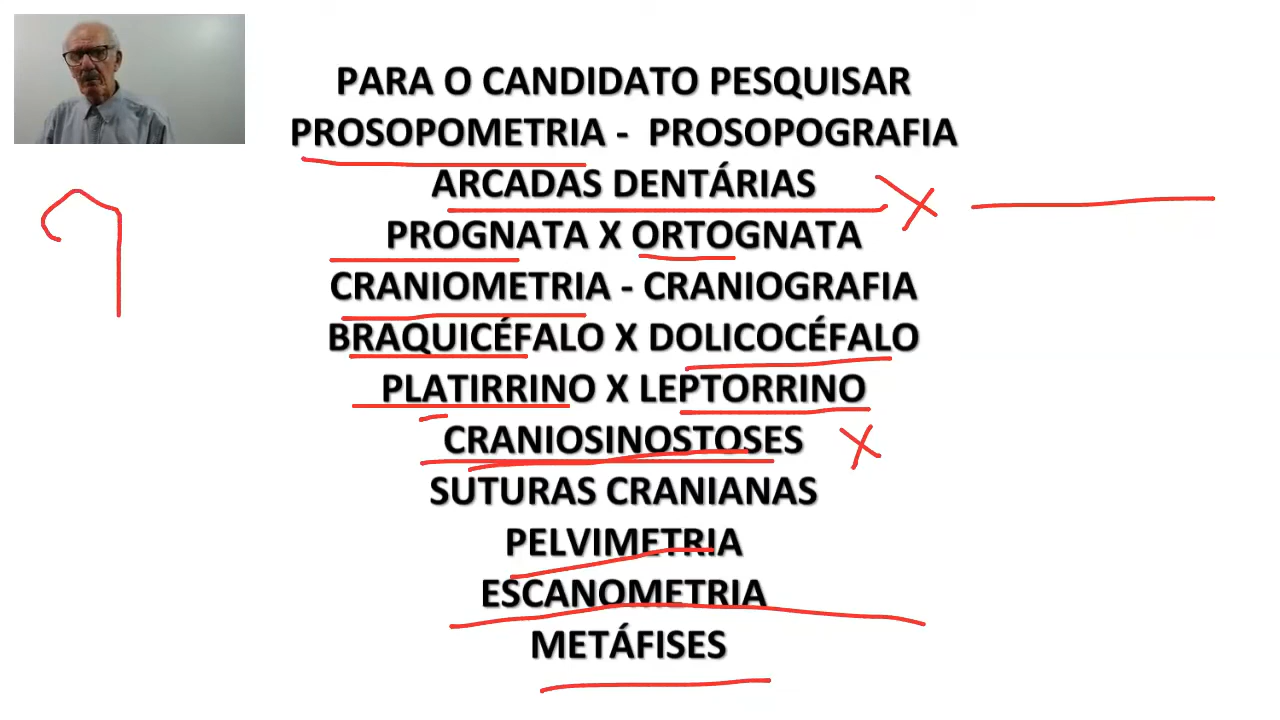 PARA O CANDIDATO PESQUISAR
PROSOPOMETRIA - PROSOPOGRAFIA
ARCADAS DENTÁRIAS
PROGNATA X ORTOGNATA
CRANIOMETRIA - CRANIOGRAFIA
BRAQUICÉFALO X DOLICOCÉFALO
PLATIRRINO X LEPTORRINO
CRANIOSINOSTOSES
SUTURAS CRANIANAS
PELVIMETRIA
ESCANOMETRIA
METÁFISES